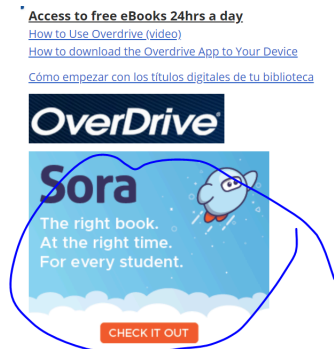 Access to free eBooks 24hrs a day
How to Use Overdrive (video)
How to download the Overdrive App to Your Device
Cómo empezar con los títulos digitales de tu biblioteca
OverDrive
Sora
The right book.
At the right time.
For every student.
CHECK IT OUT